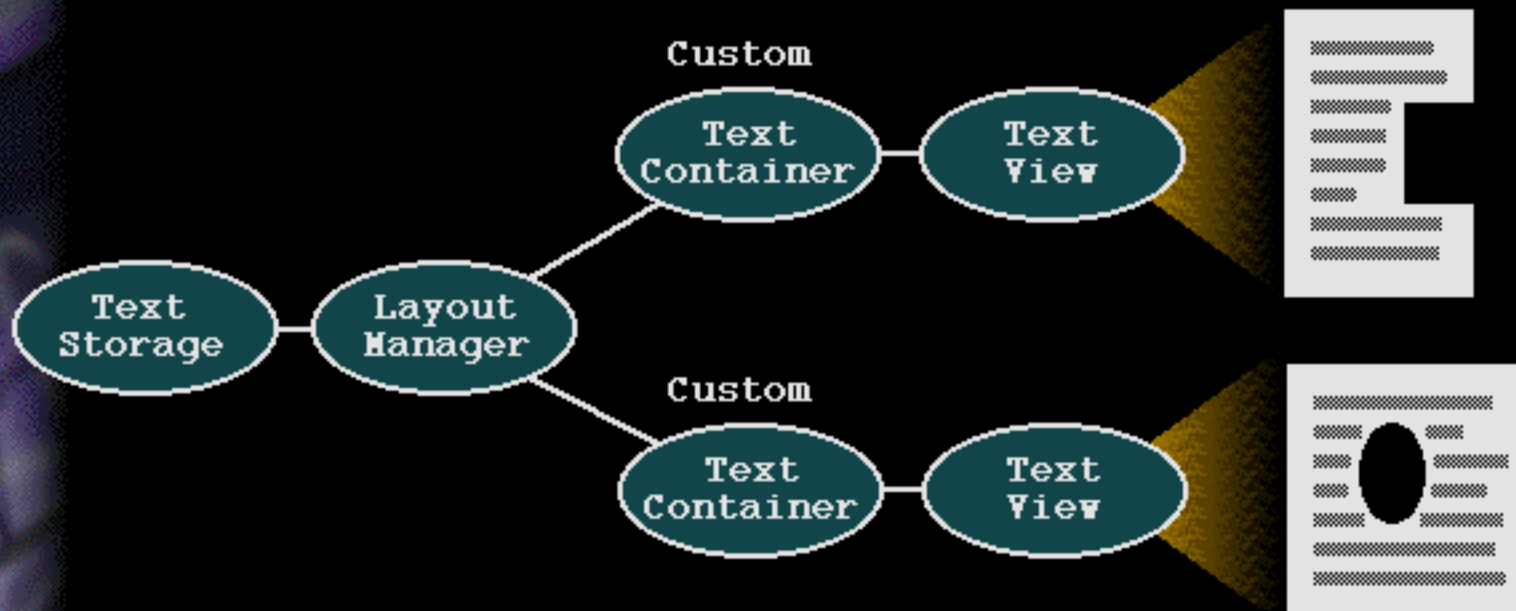 Custom
Text
Container
Text
View
Text
Storage
Layout
Manager
Custom
Text
Container
Text
View